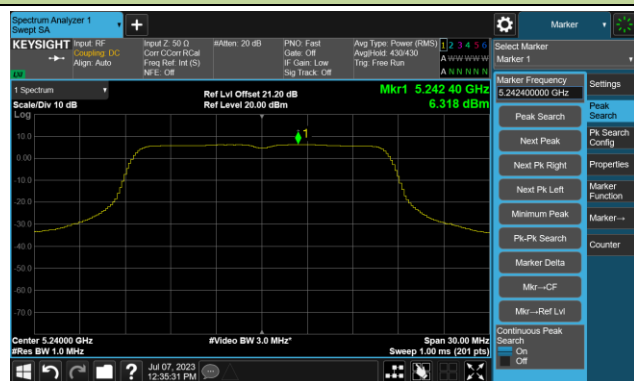 Spectrum Analyzer 1
Swept SA
+
Marker
KEYSIGHT
Input: RF
Coupling: DC
Align: Auto
Input Z: 50 Ω
Corr CCorr RCal
Freq Ref: Int (S)
NFE: Off
#Atten: 20 dB
PNO: Fast
Gate: Off
IF Gain: Low
Sig Track: Off
Avg Type: Power (RMS)
Avg|Hold: 430/430
Trig: Free Run
1 2 3 4 5 6
A W W W W W
A N N N N N
LXI
Select Marker
Marker 1
1 Spectrum
Scale/Div 10 dB
Log
Ref Lvl Offset 21.20 dB
Ref Level 20.00 dBm
Mkr1 5.242 40 GHz
6.318 dBm
10.0
0.00
-10.0
-20.0
-30.0
-40.0
-50.0
-60.0
-70.0
1
Center 5.24000 GHz
#Res BW 1.0 MHz
#Video BW 3.0 MHz*
Span 30.00 MHz
Sweep 1.00 ms (201 pts)
Marker Frequency
5.242400000 GHz
Peak Search
Next Peak
Next Pk Right
Next Pk Left
Minimum Peak
Pk-Pk Search
Marker Delta
Mkr→CF
Mkr→Ref Lvl
Continuous Peak
Search
On
Off
Settings
Peak
Search
Pk Search
Config
Properties
Marker
Function
Marker→
Counter
?
Jul 07, 2023
12:35:31 PM